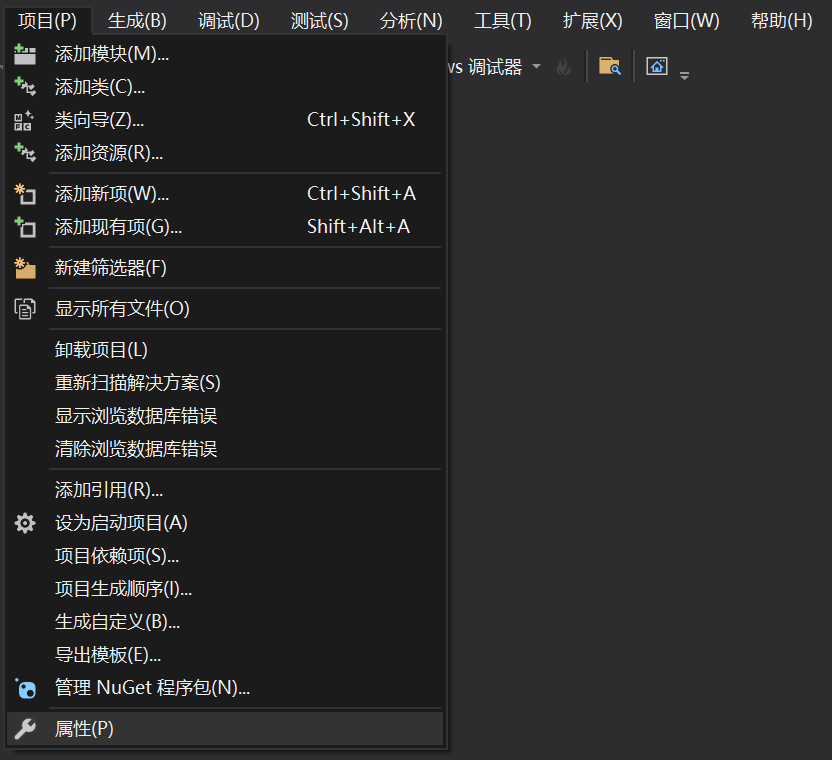 项目(P) 生成(B) 调试(D) 测试(S) 分析(N) 工具(T) 扩展(X) 窗口(W) 帮助(H)
添加模块(M)...
ws 调试器
添加类(C)...
类向导(Z)... Ctrl+Shift+X
添加资源(R)...
添加新项(W)... Ctrl+Shift+A
添加现有项(G)... Shift+Alt+A
新建筛选器(F)
显示所有文件(O)
卸载项目(L)
重新扫描解决方案(S)
显示浏览数据库错误
清除浏览数据库错误
添加引用(R)...
设为启动项目(A)
项目依赖项(S)...
项目生成顺序(I)...
生成自定义(B)...
导出模板(E)...
管理 NuGet 程序包(N)...
属性(P)